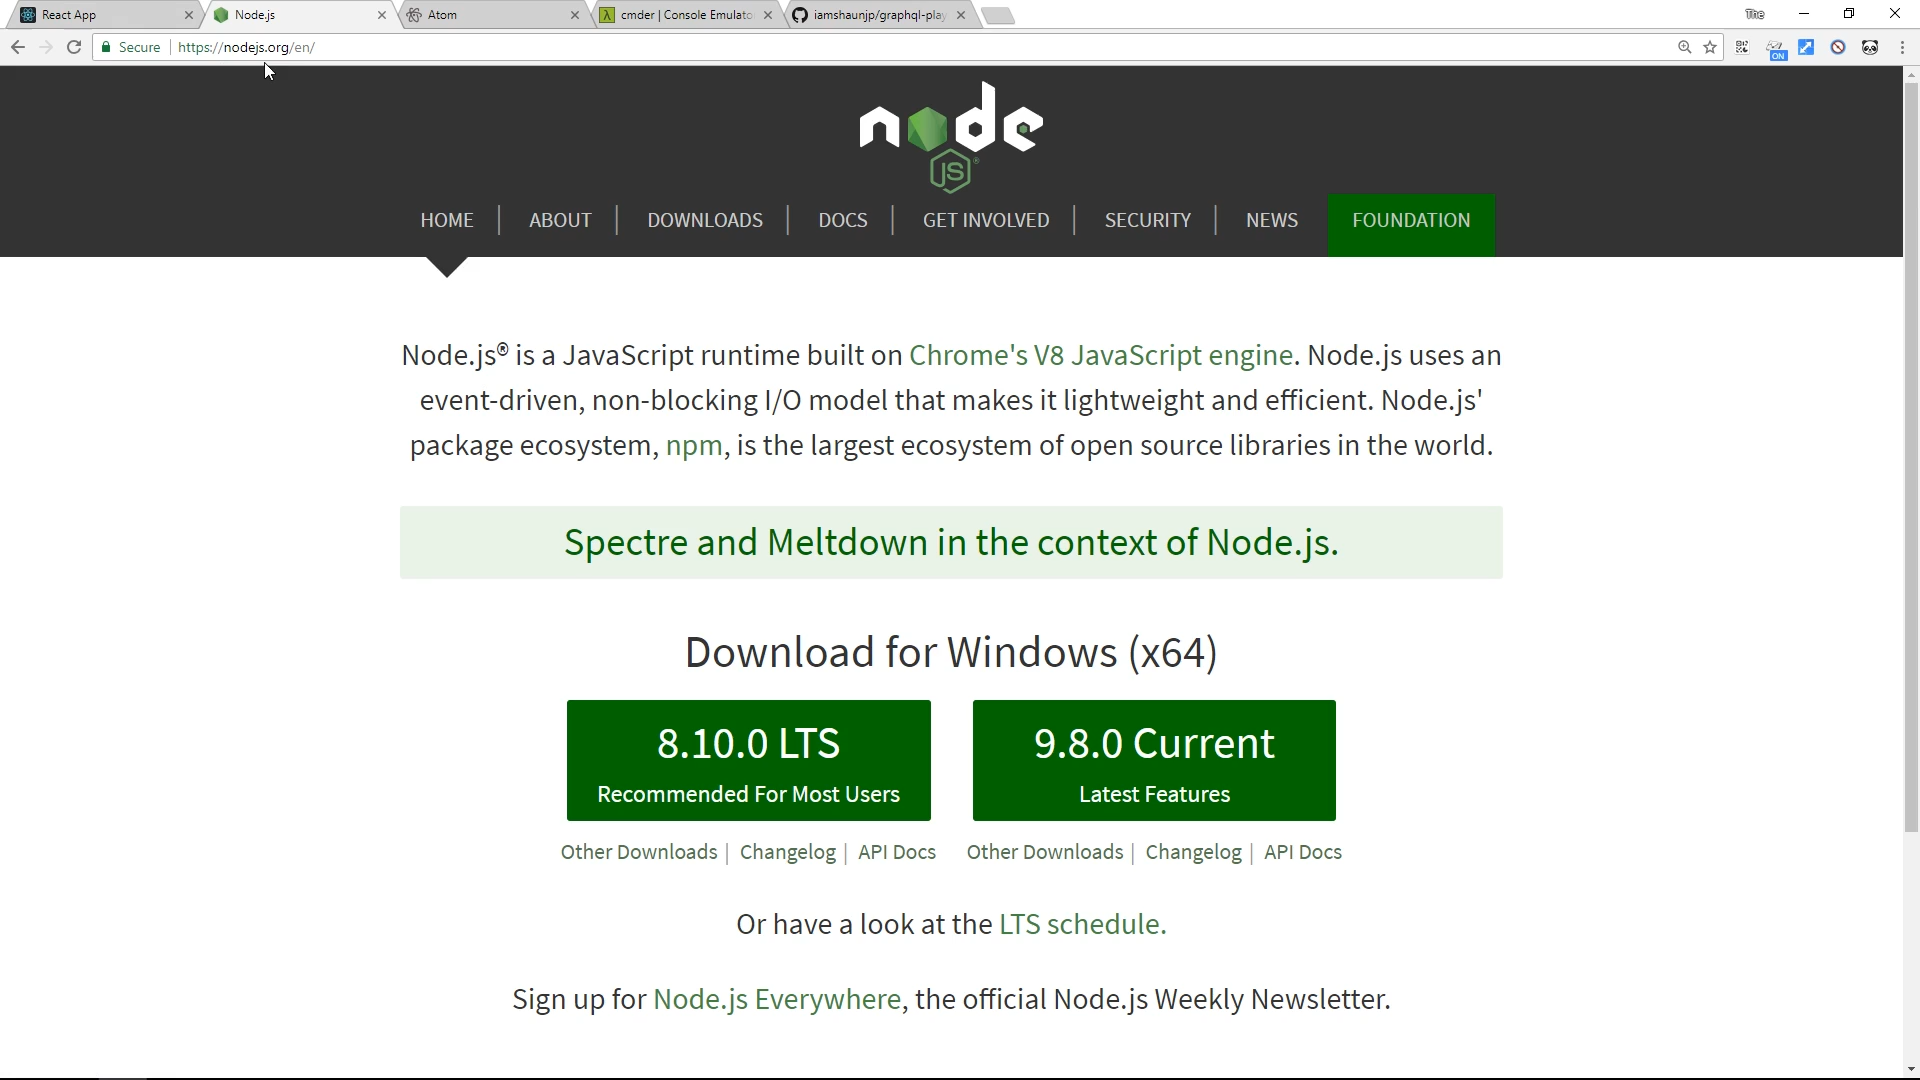 React App
Node.js
Atom
cmder | Console Emulato
iamshaunjp/graphql-play
The
Secure
https://nodejs.org/en/
ON
node
JS
HOME
ABOUT
DOWNLOADS
DOCS
GET INVOLVED
SECURITY
NEWS
FOUNDATION
Node.js® is a JavaScript runtime built on Chrome's V8 JavaScript engine. Node.js uses an
event-driven, non-blocking I/O model that makes it lightweight and efficient. Node.js'
package ecosystem, npm, is the largest ecosystem of open source libraries in the world.
Spectre and Meltdown in the context of Node.js.
Download for Windows (x64)
8.10.0 LTS
Recommended For Most Users
9.8.0 Current
Latest Features
Other Downloads | Changelog | API Docs
Other Downloads | Changelog | API Docs
Or have a look at the LTS schedule.
Sign up for Node.js Everywhere, the official Node.js Weekly Newsletter.